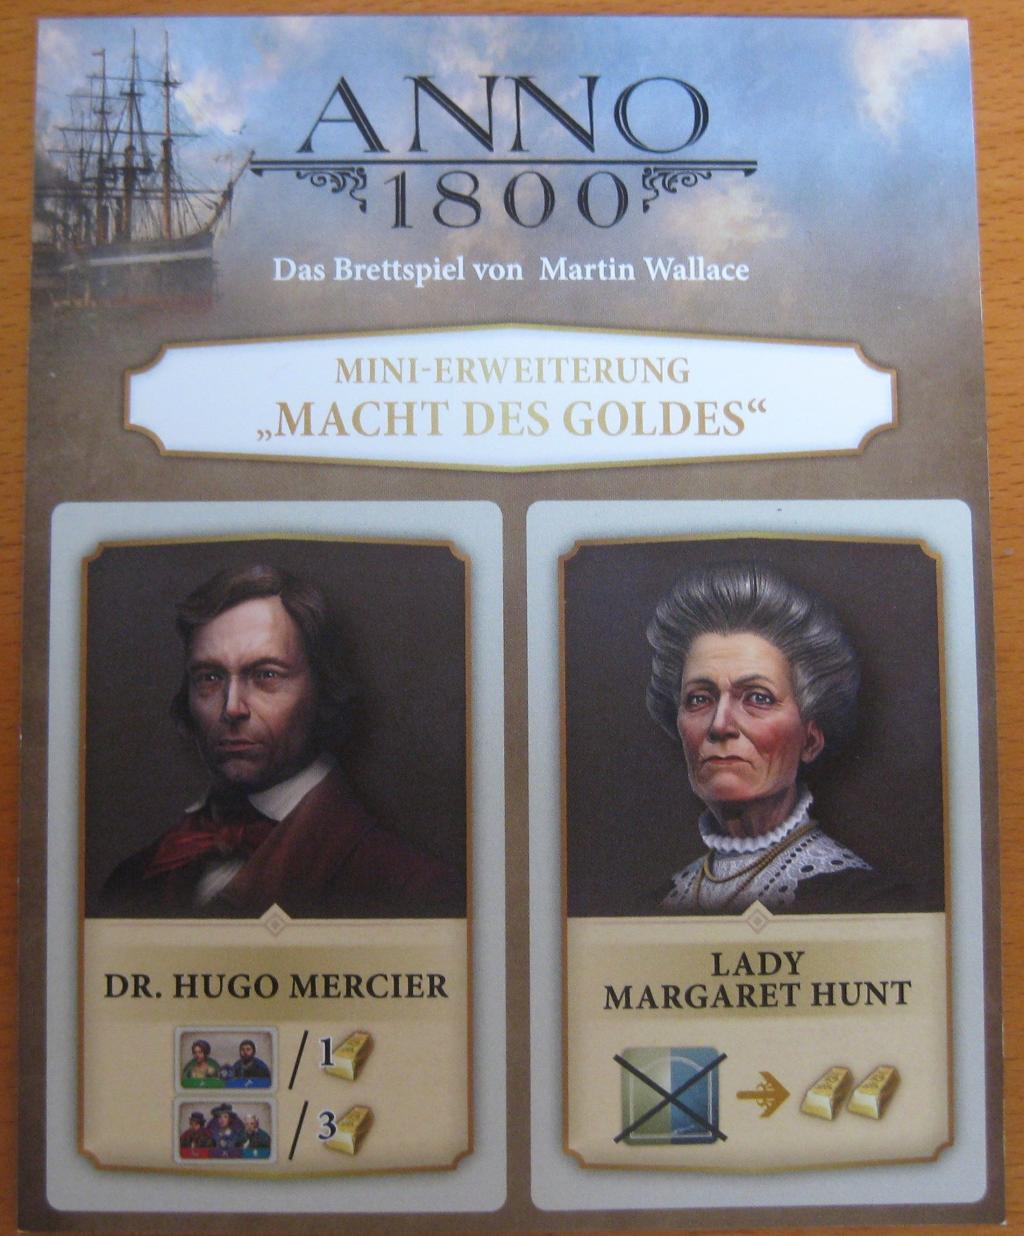 ANNO
1800
Das Brettspiel von Martin Wallace
MINI-ERWEITERUNG
„MACHT DES GOLDES“
DR. HUGO MERCIER
/ 1
/ 3
LADY
MARGARET HUNT